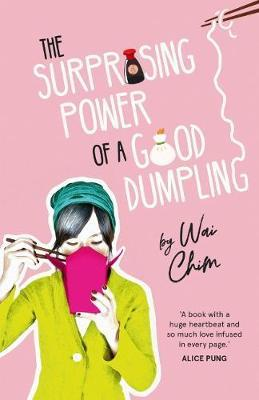 THE
SURPRISING
POWER
OF A GOOD
DUMPLING
by Wai
Chim
'A book with a
huge heartbeat and
so much love infused
in every page.'
ALICE PUNG